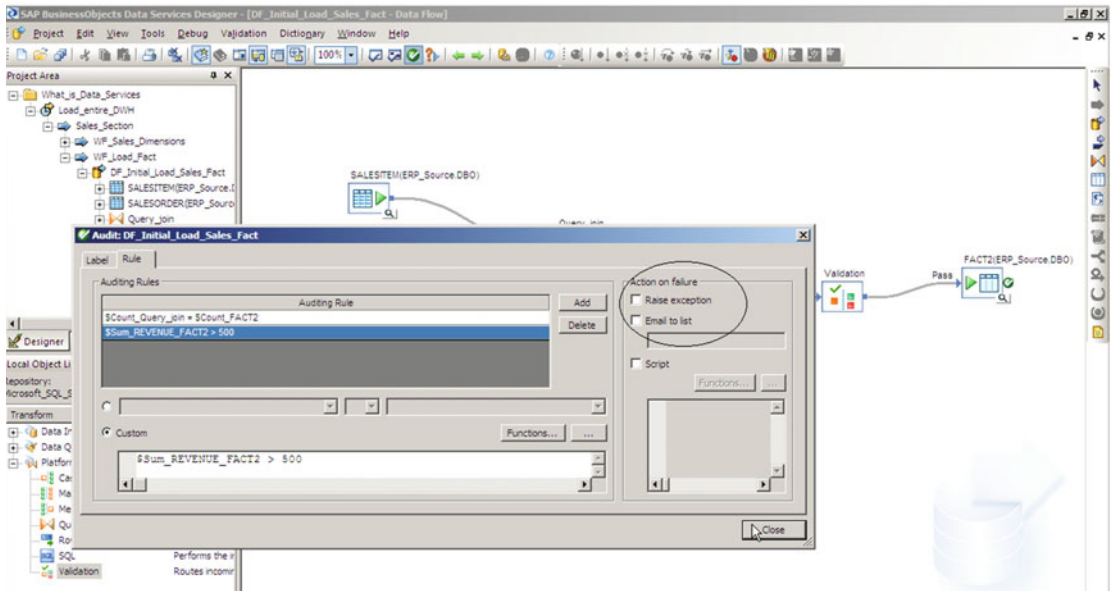 SAP BusinessObjects Data Services Designer - [DF_Initial_Load_Sales_Fact - Data Flow]
Project Edit View Tools Debug Validation Dictionary Window Help
100%
Project Area
What_is_Data_Services
Load_entire_DWH
Sales_Section
WF_Sales_Dimensions
WF_Load_Fact
DF_Initial_Load_Sales_Fact
SALESITEM(ERP_Source.D
SALESORDER(ERP_Sourc
Query_join
SALESITEM(ERP_Source.DBO)
Query_join
Validation
Pass
FACT2(ERP_Source.DBO)
Audit: DF_Initial_Load_Sales_Fact
Label Rule
Auditing Rules
Auditing Rule
$Count_Query_join = $Count_FACT2
$Sum_REVENUE_FACT2 > 500
Add
Delete
Custom
Functions... ...
$Sum_REVENUE_FACT2 > 500
Action on failure
Raise exception
Email to list
Script
Functions... ...
Close
Designer
Local Object Li
Repository:
Microsoft_SQL_S
Transform
Data In
Data Q
Platfor
Ca
Ma
Me
Qu
Ro
SQL Performs the i
Validation Routes incomir